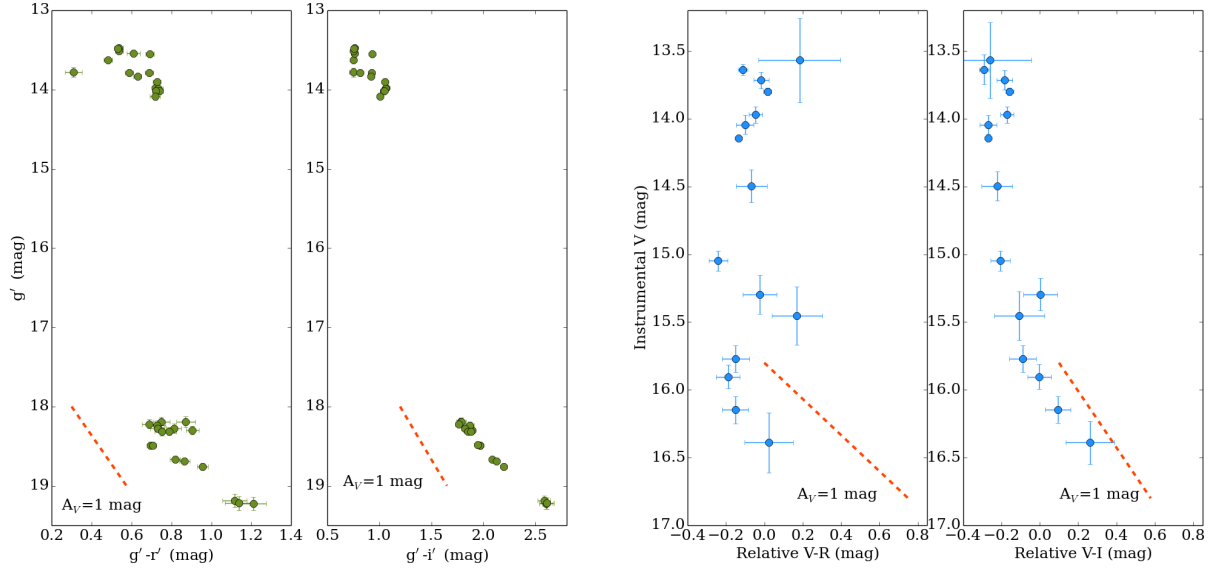 13
14
15
16
17
18
19
g′ (mag)
0.2 0.4 0.6 0.8 1.0 1.2 1.4
g′-r′ (mag)
A_V=1 mag
13
14
15
16
17
18
19
0.5 1.0 1.5 2.0 2.5
g′-i′ (mag)
A_V=1 mag
13.5
14.0
14.5
15.0
15.5
16.0
16.5
17.0
Instrumental V (mag)
−0.4 −0.2 0.0 0.2 0.4 0.6 0.8
Relative V-R (mag)
A_V=1 mag
13.5
14.0
14.5
15.0
15.5
16.0
16.5
17.0
−0.4 −0.2 0.0 0.2 0.4 0.6 0.8
Relative V-I (mag)
A_V=1 mag